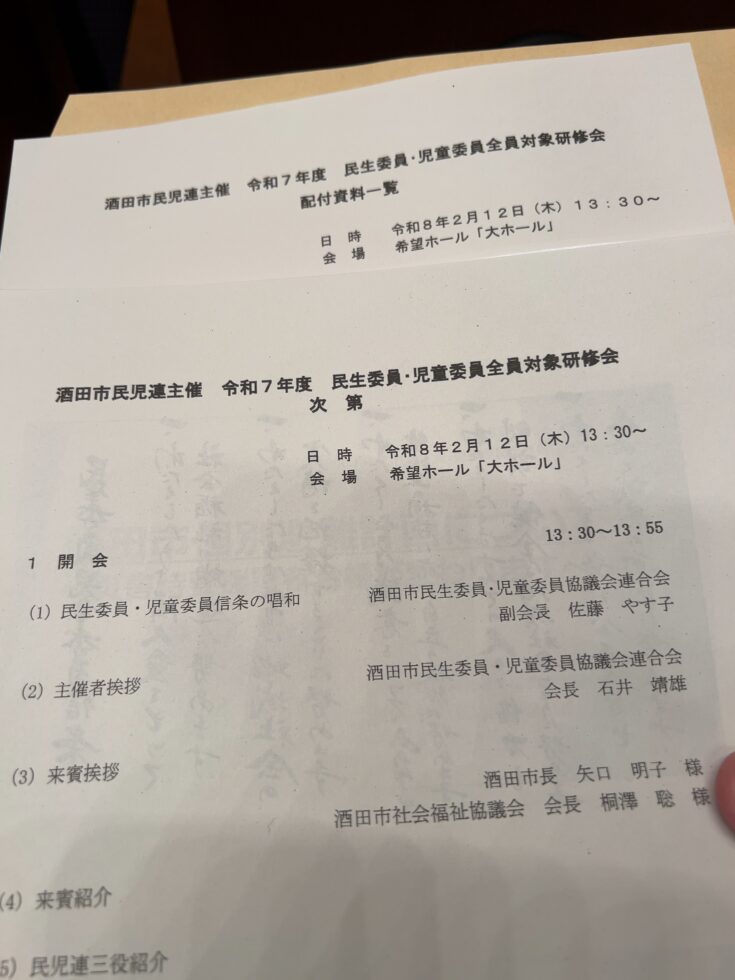 酒田市民児連主催　令和７年度　民生委員・児童委員全員対象研修会
配付資料一覧
日　時　　令和８年２月１２日（木）１３：３０～
会　場　　希望ホール「大ホール」
酒田市民児連主催　令和７年度　民生委員・児童委員全員対象研修会
次　第
日　時　　令和８年２月１２日（木）13：30～
会　場　　希望ホール「大ホール」
13：30～13：55
１　開　会
(1) 民生委員・児童委員信条の唱和　　酒田市民生委員・児童委員協議会連合会
副会長　佐藤　やす子
(2) 主催者挨拶　　酒田市民生委員・児童委員協議会連合会
会長　石井　靖雄
(3) 来賓挨拶　　酒田市長　矢口　明子　様
酒田市社会福祉協議会　会長　桐澤　聡　様
(4) 来賓紹介
5) 民児連三役紹介